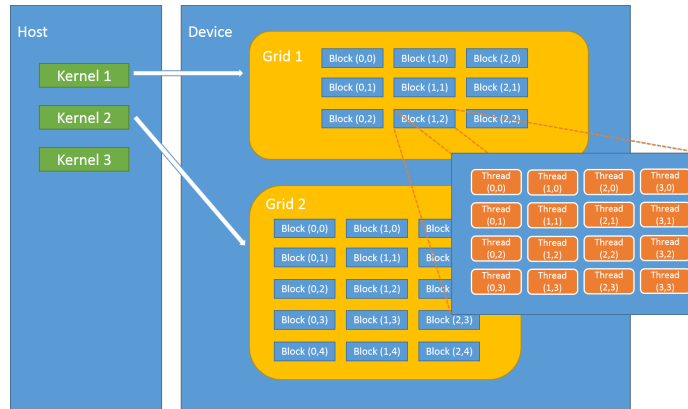 Host
Device
Kernel 1
Kernel 2
Kernel 3
Grid 1
Block (0,0) Block (1,0) Block (2,0)
Block (0,1) Block (1,1) Block (2,1)
Block (0,2) Block (1,2) Block (2,2)
Grid 2
Block (0,0) Block (1,0) Block
Block (0,1) Block (1,1) Block
Block (0,2) Block (1,2) Block
Block (0,3) Block (1,3) Block (2,3)
Block (0,4) Block (1,4) Block (2,4)
Thread Thread Thread Thread
(0,0) (1,0) (2,0) (3,0)
Thread Thread Thread Thread
(0,1) (1,1) (2,1) (3,1)
Thread Thread Thread Thread
(0,2) (1,2) (2,2) (3,2)
Thread Thread Thread Thread
(0,3) (1,3) (2,3) (3,3)